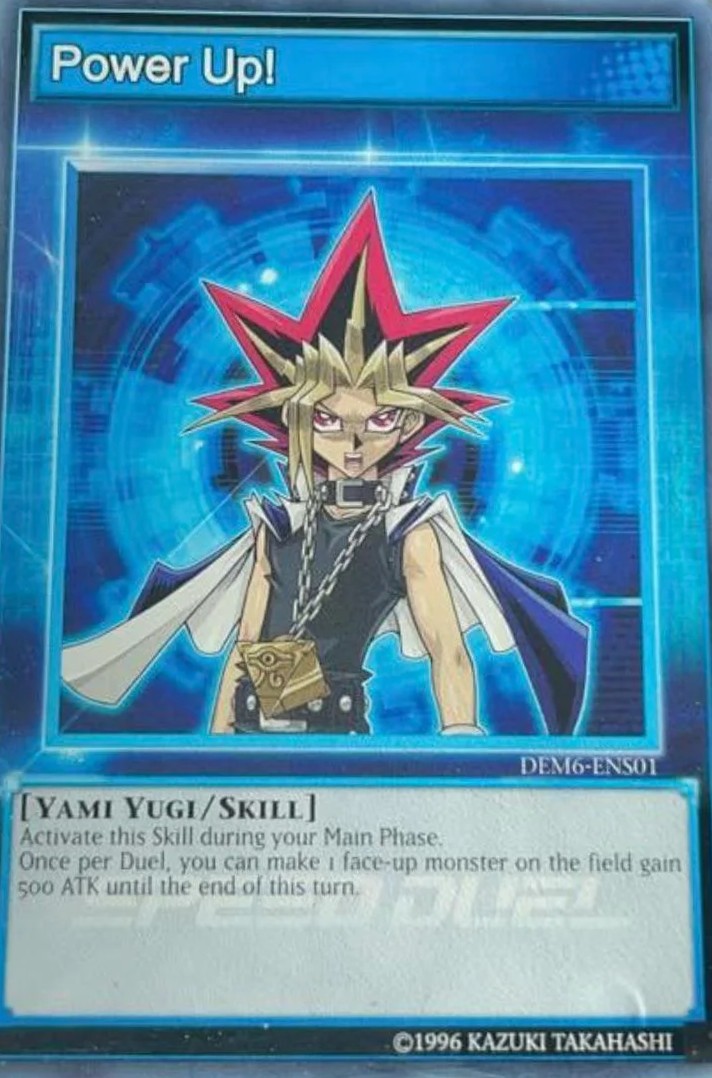 Power Up!
DEM6-ENS01
[YAMI YUGI/SKILL]
Activate this Skill during your Main Phase.
Once per Duel, you can make 1 face-up monster on the field gain
500 ATK until the end of this turn.
SPEED DUEL
©1996 KAZUKI TAKAHASHI